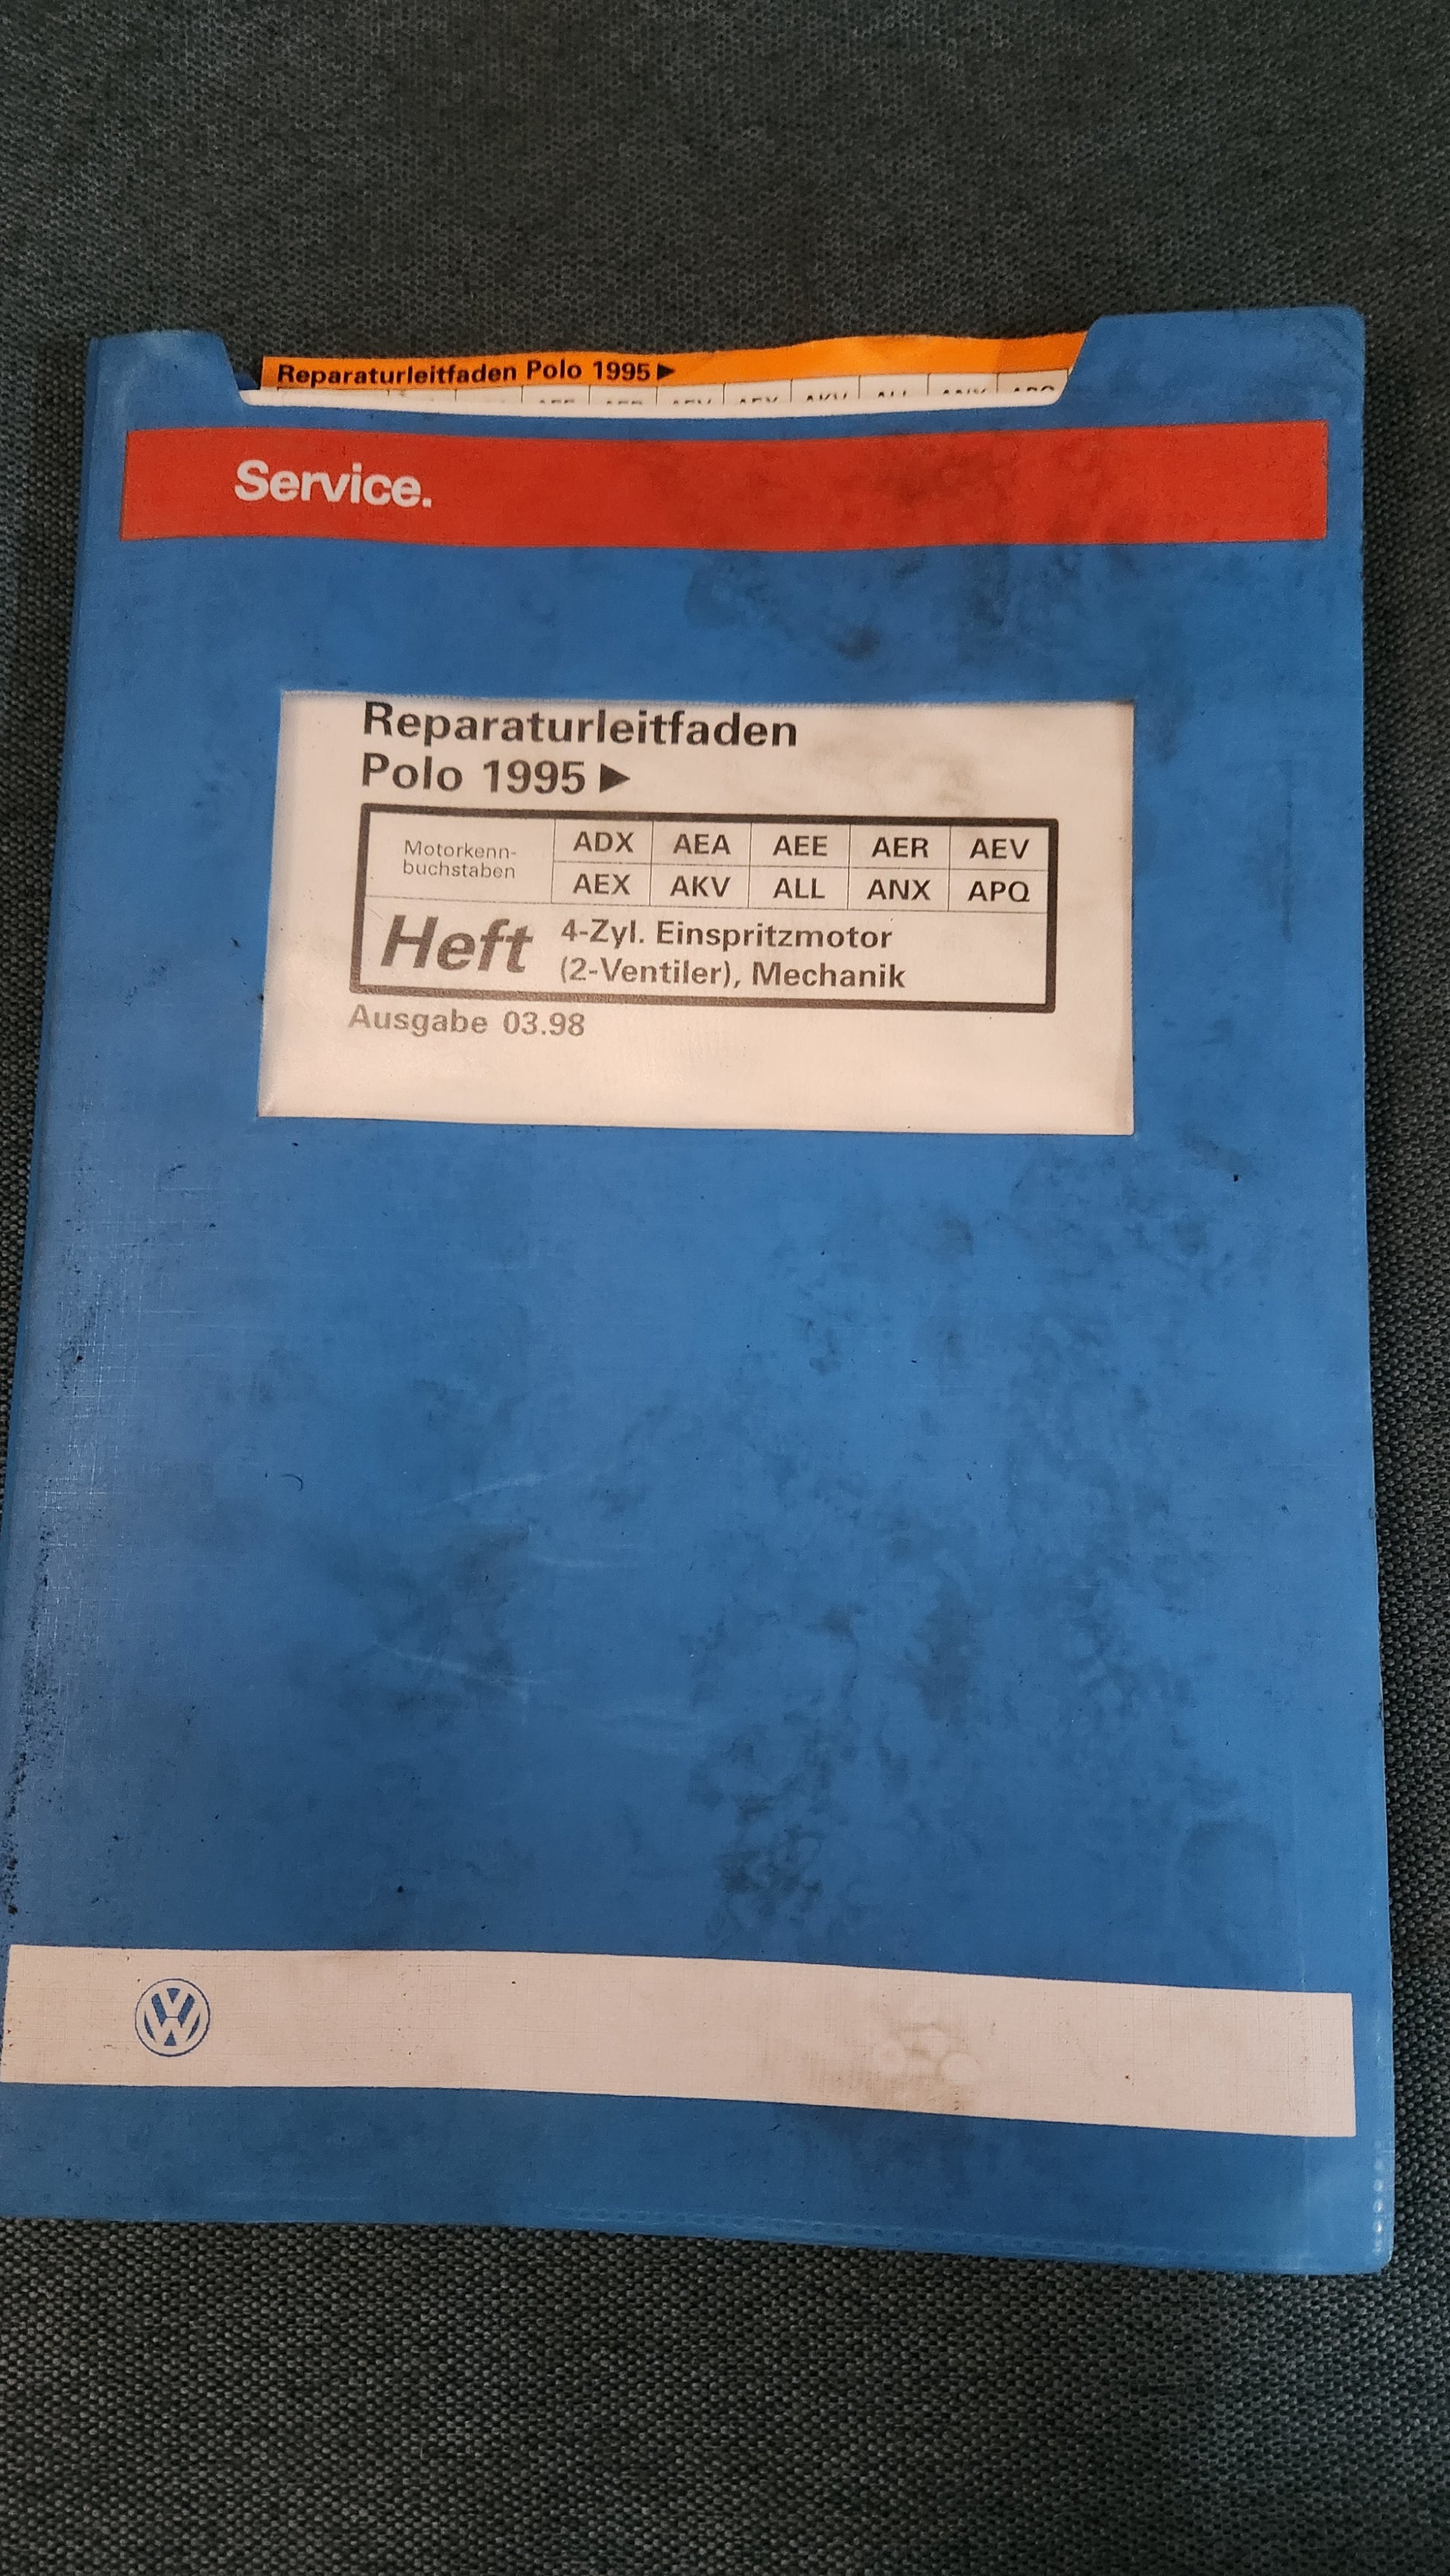 Reparaturleitfaden Polo 1995 ▶
Service.
Reparaturleitfaden
Polo 1995 ▶
Motorkenn-
buchstaben
ADX AEA AEE AER AEV
AEX AKV ALL ANX APQ
Heft
4-Zyl. Einspritzmotor
(2-Ventiler), Mechanik
Ausgabe 03.98